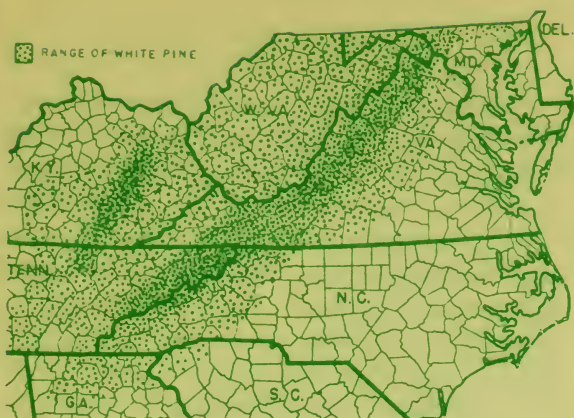 DEL.
RANGE OF WHITE PINE
MD.
W. VA.
VA.
KY.
TENN.
N.C.
GA.
S.C.